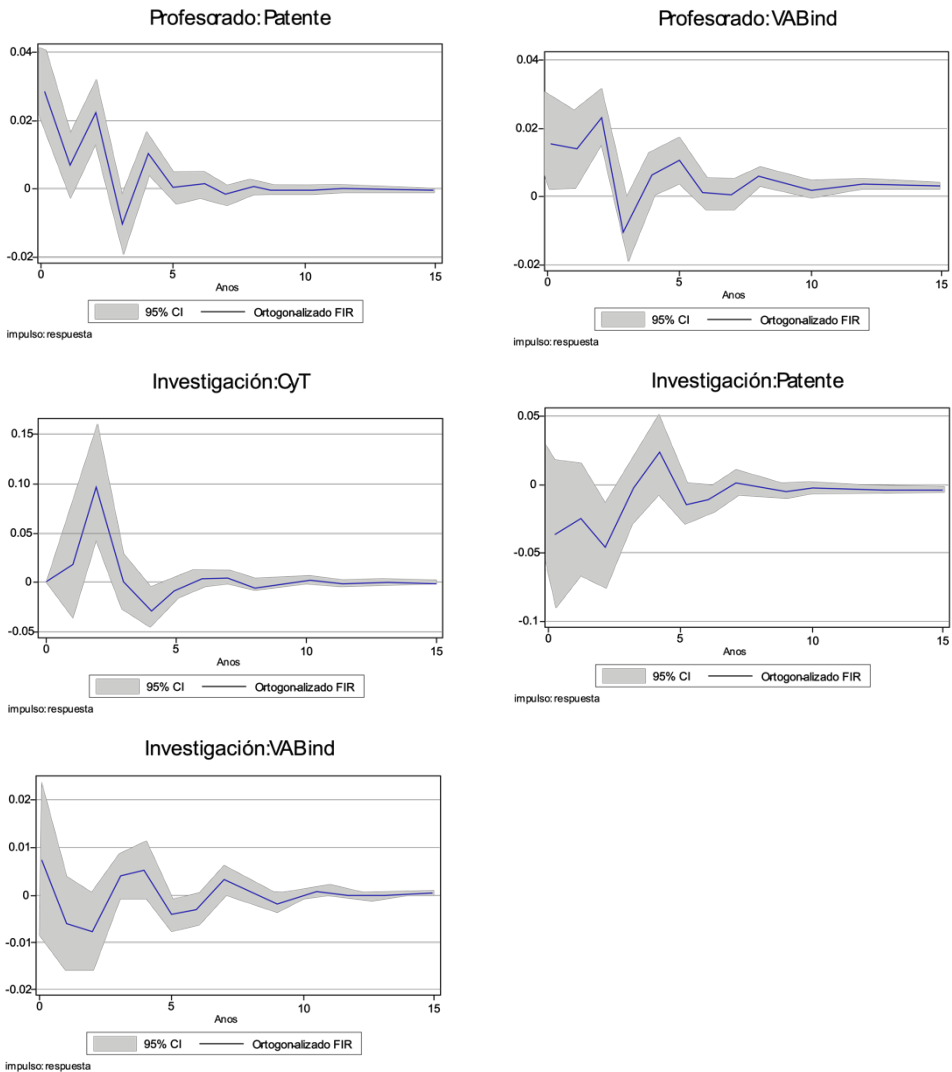 Profesorado:Patente
0.04
0.02
0
-0.02
0
5
10
15
Anos
95% CI
Ortogonalizado FIR
impulso:respuesta
Profesorado:VABind
0.04
0.02
0
-0.02
0
5
10
15
Anos
95% CI
Ortogonalizado FIR
impulso:respuesta
Investigación:CyT
0.15
0.10
0.05
0
-0.05
0
5
10
15
Anos
95% CI
Ortogonalizado FIR
impulso:respuesta
Investigación:Patente
0.05
0
-0.05
-0.1
0
5
10
15
Anos
95% CI
Ortogonalizado FIR
impulso:respuesta
Investigación:VABind
0.02
0.01
0
-0.01
-0.02
0
5
10
15
Anos
95% CI
Ortogonalizado FIR
impulso:respuesta